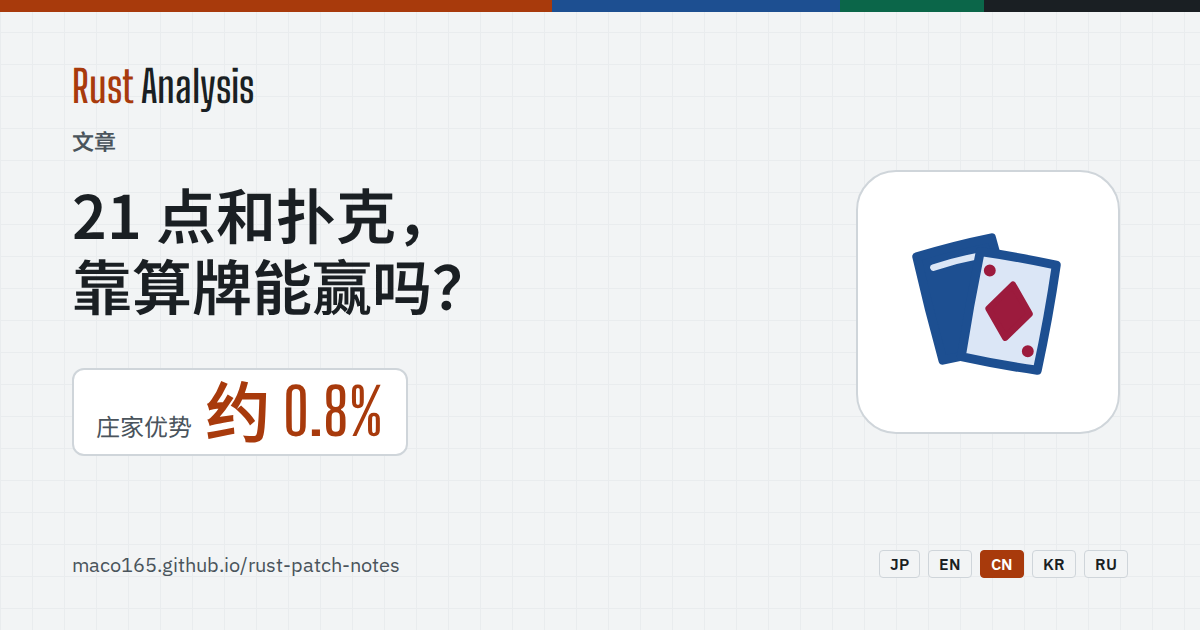 Rust Analysis
文章
21 点和扑克，
靠算牌能赢吗？
庄家优势 约 0.8%
maco165.github.io/rust-patch-notes
JP EN CN KR RU